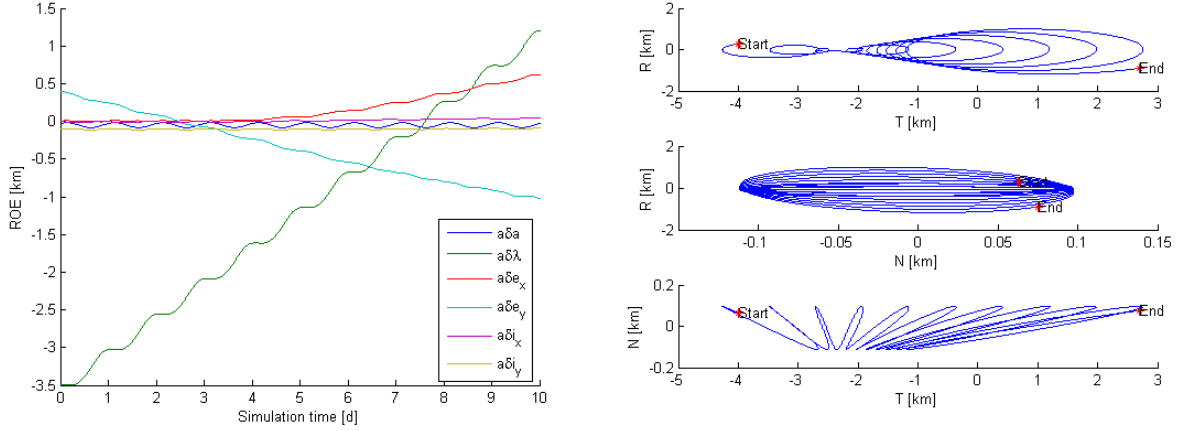 1.5
1
0.5
0
-0.5
-1
-1.5
-2
-2.5
-3
-3.5
ROE [km]
0 1 2 3 4 5 6 7 8 9 10
Simulation time [d]
aδa
aδλ
aδe_x
aδe_y
aδi_x
aδi_y
2
0
-2
R [km]
Start
End
-5 -4 -3 -2 -1 0 1 2 3
T [km]
2
0
-2
R [km]
Start
End
-0.1 -0.05 0 0.05 0.1 0.15
N [km]
0.2
0
-0.2
N [km]
Start
End
-5 -4 -3 -2 -1 0 1 2 3
T [km]